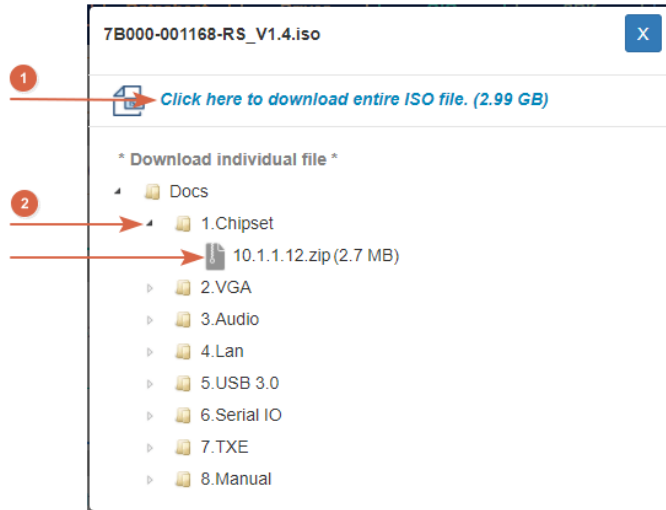 7B000-001168-RS_V1.4.iso
X
1
Click here to download entire ISO file. (2.99 GB)
* Download individual file *
Docs
2
1.Chipset
10.1.1.12.zip (2.7 MB)
2.VGA
3.Audio
4.Lan
5.USB 3.0
6.Serial IO
7.TXE
8.Manual